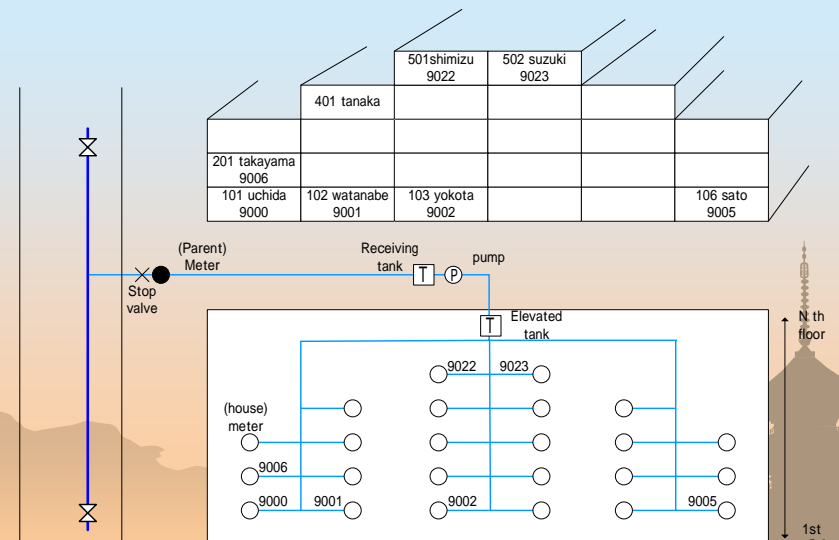 501shimizu
9022
502 suzuki
9023
401 tanaka
201 takayama
9006
101 uchida
9000
102 watanabe
9001
103 yokota
9002
106 sato
9005
(Parent)
Meter
Stop
valve
Receiving
tank
T
P
pump
T
Elevated
tank
N th
floor
9022
9023
(house)
meter
9006
9000
9001
9002
9005
1st